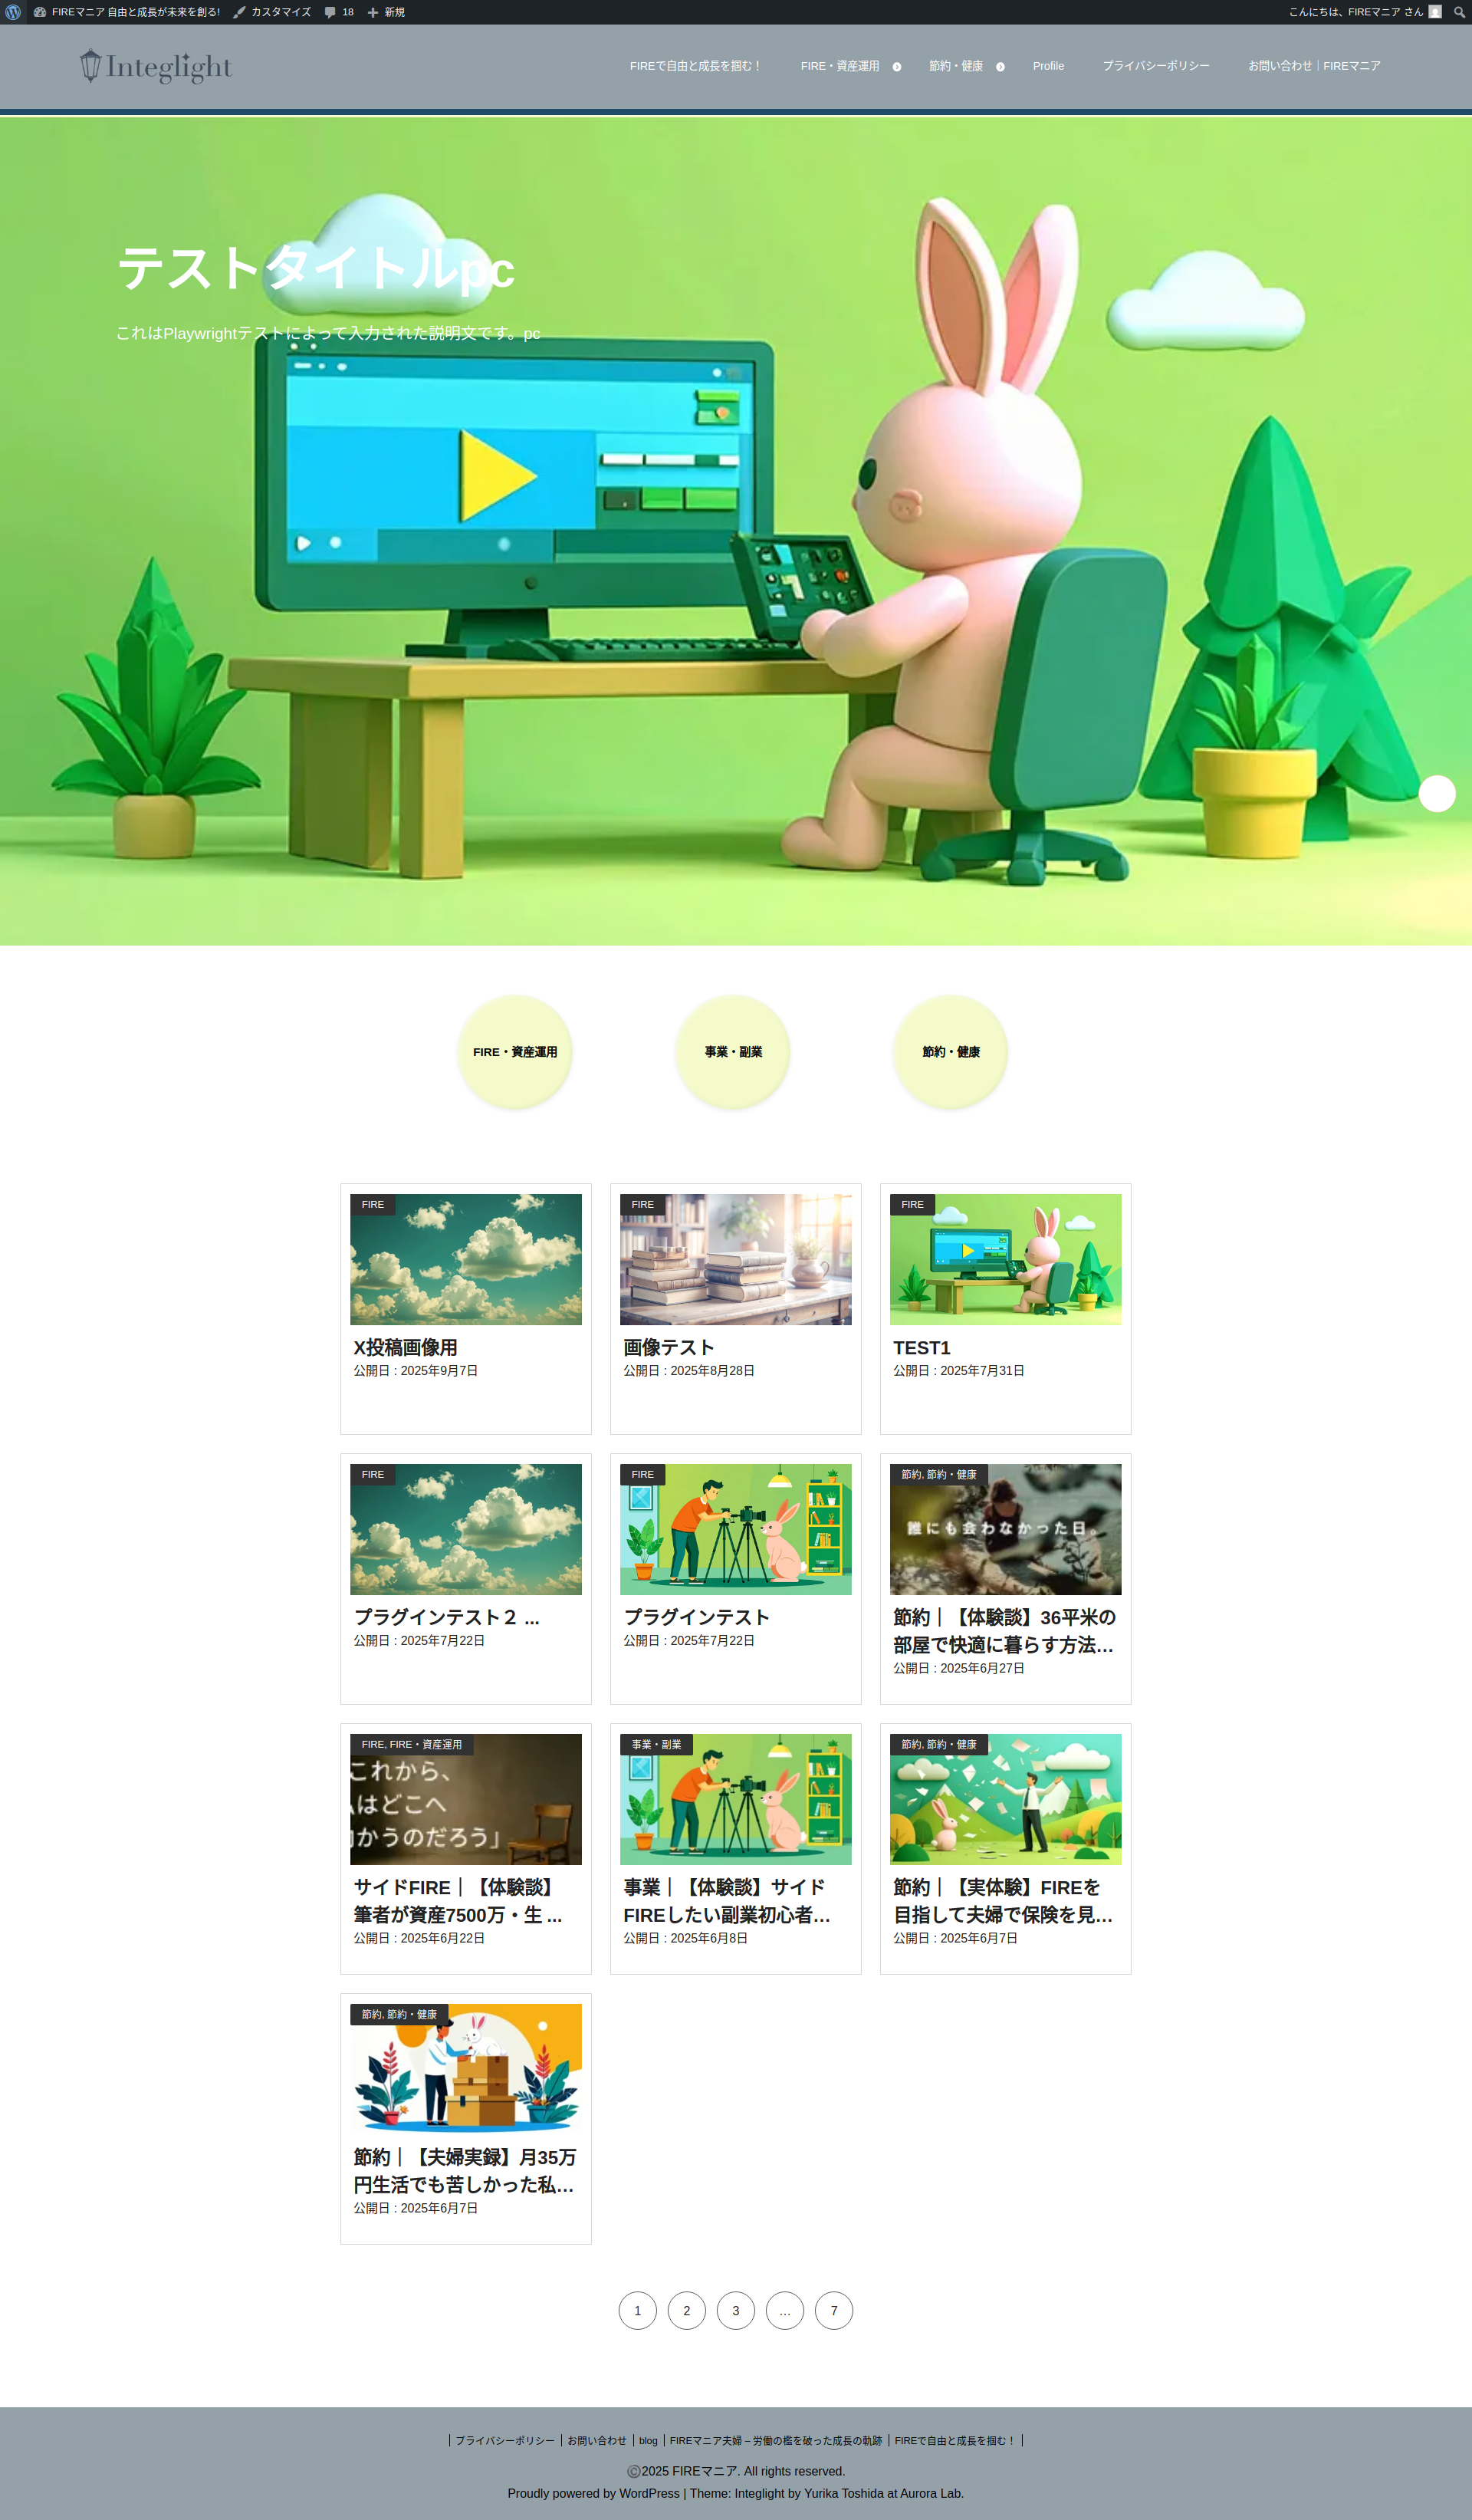 FIREマニア 自由と成長が未来を創る!
カスタマイズ
18
新規
こんにちは、FIREマニア さん
Integlight
FIREで自由と成長を掴む！
FIRE・資産運用
節約・健康
Profile
プライバシーポリシー
お問い合わせ｜FIREマニア
テストタイトルpc
これはPlaywrightテストによって入力された説明文です。pc
FIRE・資産運用
事業・副業
節約・健康
FIRE
X投稿画像用
公開日 : 2025年9月7日
FIRE
画像テスト
公開日 : 2025年8月28日
FIRE
TEST1
公開日 : 2025年7月31日
FIRE
プラグインテスト２ ...
公開日 : 2025年7月22日
FIRE
プラグインテスト
公開日 : 2025年7月22日
節約, 節約・健康
誰にも会わなかった日。
節約｜【体験談】36平米の
部屋で快適に暮らす方法…
公開日 : 2025年6月27日
FIRE, FIRE・資産運用
これから、
はどこへ
かうのだろう」
サイドFIRE｜【体験談】
筆者が資産7500万・生 ...
公開日 : 2025年6月22日
事業・副業
事業｜【体験談】サイド
FIREしたい副業初心者…
公開日 : 2025年6月8日
節約, 節約・健康
節約｜【実体験】FIREを
目指して夫婦で保険を見…
公開日 : 2025年6月7日
節約, 節約・健康
節約｜【夫婦実録】月35万
円生活でも苦しかった私…
公開日 : 2025年6月7日
1
2
3
…
7
プライバシーポリシー
お問い合わせ
blog
FIREマニア夫婦 – 労働の檻を破った成長の軌跡
FIREで自由と成長を掴む！
©2025 FIREマニア. All rights reserved.
Proudly powered by WordPress | Theme: Integlight by Yurika Toshida at Aurora Lab.